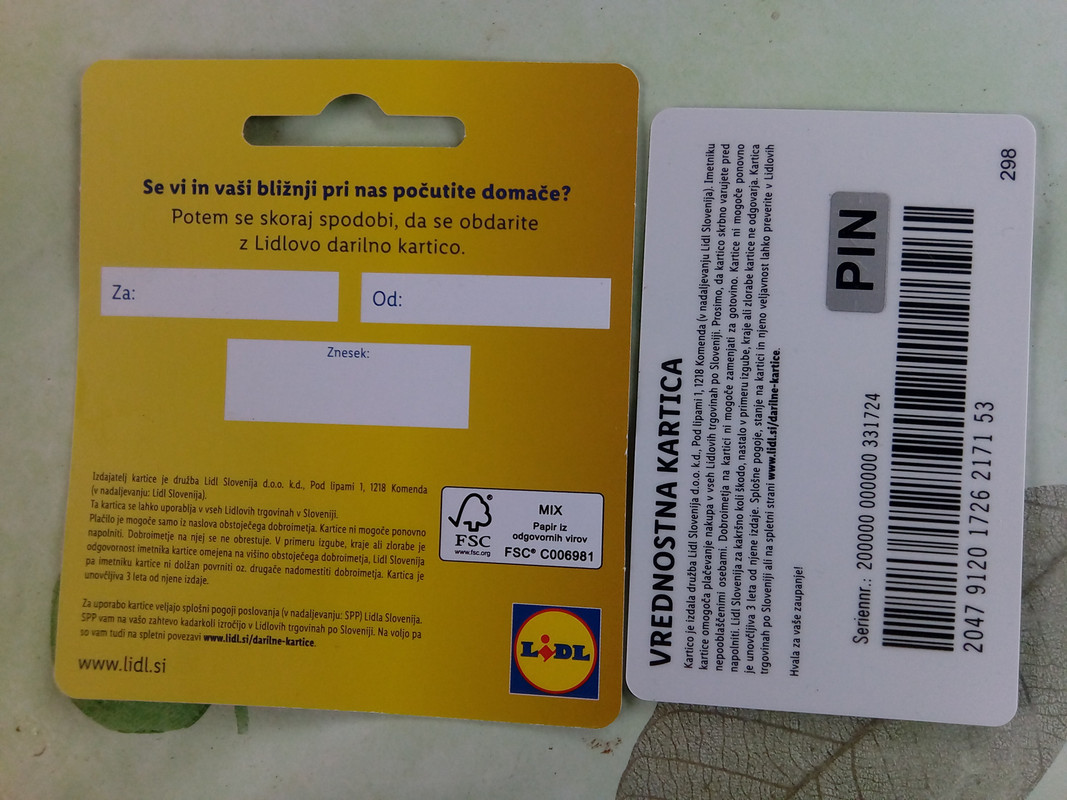 Se vi in vaši bližnji pri nas počutite domače?
Potem se skoraj spodobi, da se obdarite
z Lidlovo darilno kartico.
Za:
Od:
Znesek:
Izdajatelj kartice je družba Lidl Slovenija d.o.o. k.d., Pod lipami 1, 1218 Komenda
(v nadaljevanju: Lidl Slovenija).
Ta kartica se lahko uporablja v vseh Lidlovih trgovinah v Sloveniji.
Plačilo je mogoče samo iz naslova obstoječega dobroimetja. Kartice ni mogoče ponovno
napolniti. Dobroimetje na njej se ne obrestuje. V primeru izgube, kraje ali zlorabe je
odgovornost imetnika kartice omejena na višino obstoječega dobroimetja, Lidl Slovenija
pa imetniku kartice ni dolžan povrniti oz. drugače nadomestiti dobroimetja. Kartica je
unovčljiva 3 leta od njene izdaje.
Za uporabo kartice veljajo splošni pogoji poslovanja (v nadaljevanju: SPP) Lidla Slovenija.
SPP vam na vašo zahtevo kadarkoli izročijo v Lidlovih trgovinah po Sloveniji. Na voljo pa
so vam tudi na spletni povezavi www.lidl.si/darilne-kartice.
www.lidl.si
FSC
www.fsc.org
MIX
Papir iz
odgovornih virov
FSC® C006981
LIDL
VREDNOSTNA KARTICA
Kartico je izdala družba Lidl Slovenija d.o.o. k.d., Pod lipami 1, 1218 Komenda (v nadaljevanju Lidl Slovenija). Imetniku
kartice omogoča plačevanje nakupa v vseh Lidlovih trgovinah po Sloveniji. Prosimo, da kartico skrbno varujete pred
nepooblaščenimi osebami. Dobroimetja na kartici ni mogoče zamenjati za gotovino. Kartice ni mogoče ponovno
napolniti. Lidl Slovenija za kakršno koli škodo, nastalo v primeru izgube, kraje ali zlorabe kartice ne odgovarja. Kartica
je unovčljiva 3 leta od njene izdaje. Splošne pogoje, stanje na kartici in njeno veljavnost lahko preverite v Lidlovih
trgovinah po Sloveniji ali na spletni strani www.lidl.si/darilne-kartice.
Hvala za vaše zaupanje!
PIN
Seriennr.: 200000 000000 331724
2047 9120 1726 2171 53
298